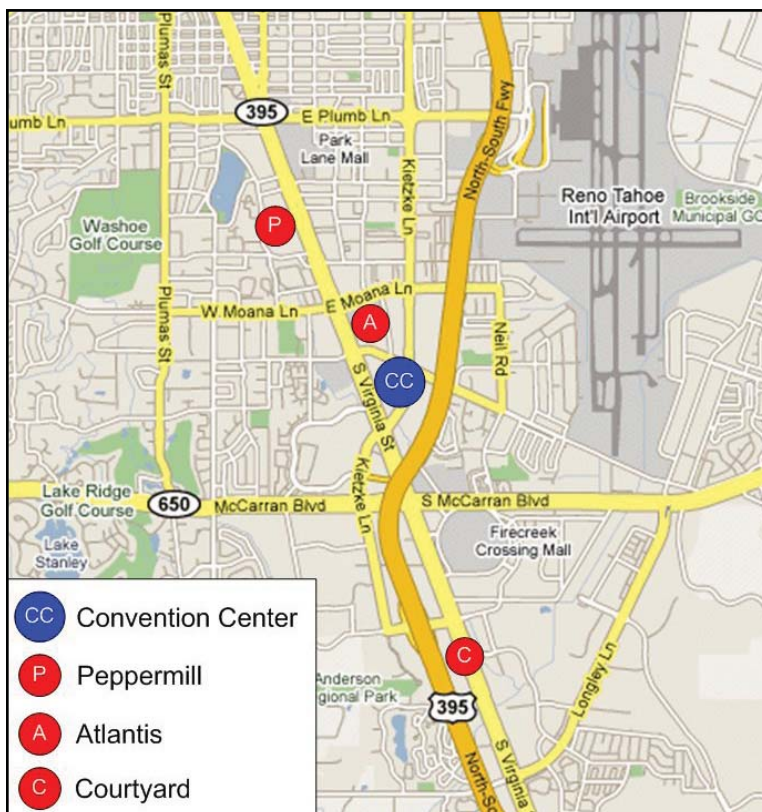 Plumas St
395
umb Ln
E Plumb Ln
Park
Lane Mall
Kietzke Ln
North-South Fwy
Reno Tahoe
Int'l Airport
Brookside
Municipal GC
Washoe
Golf Course
P
Plumas St
W Moana Ln
E Moana Ln
A
Neil Rd
CC
S Virginia St
Kietzke Ln
Lake Ridge
Golf Course
650
McCarran Blvd
S McCarran Blvd
Lake
Stanley
Firecreek
Crossing Mall
CC Convention Center
P Peppermill
A Atlantis
C Courtyard
C
Anderson
gional Park
395
Longley Ln
S Virginia
North-So